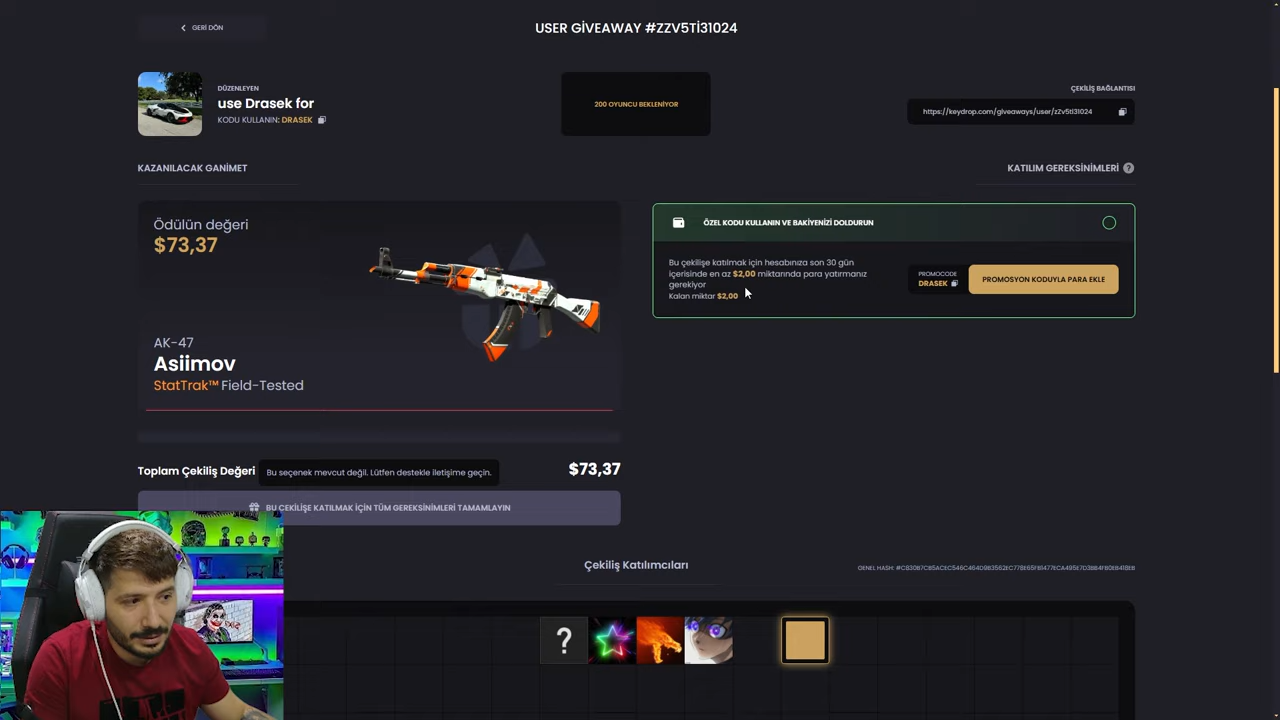 GERİ DÖN
USER GİVEAWAY #ZZV5Tİ31024
DÜZENLEYEN
use Drasek for
KODU KULLANIN: DRASEK
200 OYUNCU BEKLENİYOR
ÇEKİLİŞ BAĞLANTISI
https://keydrop.com/giveaways/user/zZv5ti31024
KAZANILACAK GANİMET
KATILIM GEREKSİNİMLERİ ?
Ödülün değeri
$73,37
AK-47
Asiimov
StatTrak™ Field-Tested
ÖZEL KODU KULLANIN VE BAKİYENİZİ DOLDURUN
Bu çekilişe katılmak için hesabınıza son 30 gün
içerisinde en az $2,00 miktarında para yatırmanız
gerekiyor
Kalan miktar $2,00
PROMOCODE
DRASEK
PROMOSYON KODUYLA PARA EKLE
Toplam Çekiliş Değeri
Bu seçenek mevcut değil. Lütfen destekle iletişime geçin.
$73,37
BU ÇEKİLİŞE KATILMAK İÇİN TÜM GEREKSİNİMLERİ TAMAMLAYIN
Çekiliş Katılımcıları
GENEL HASH:
?